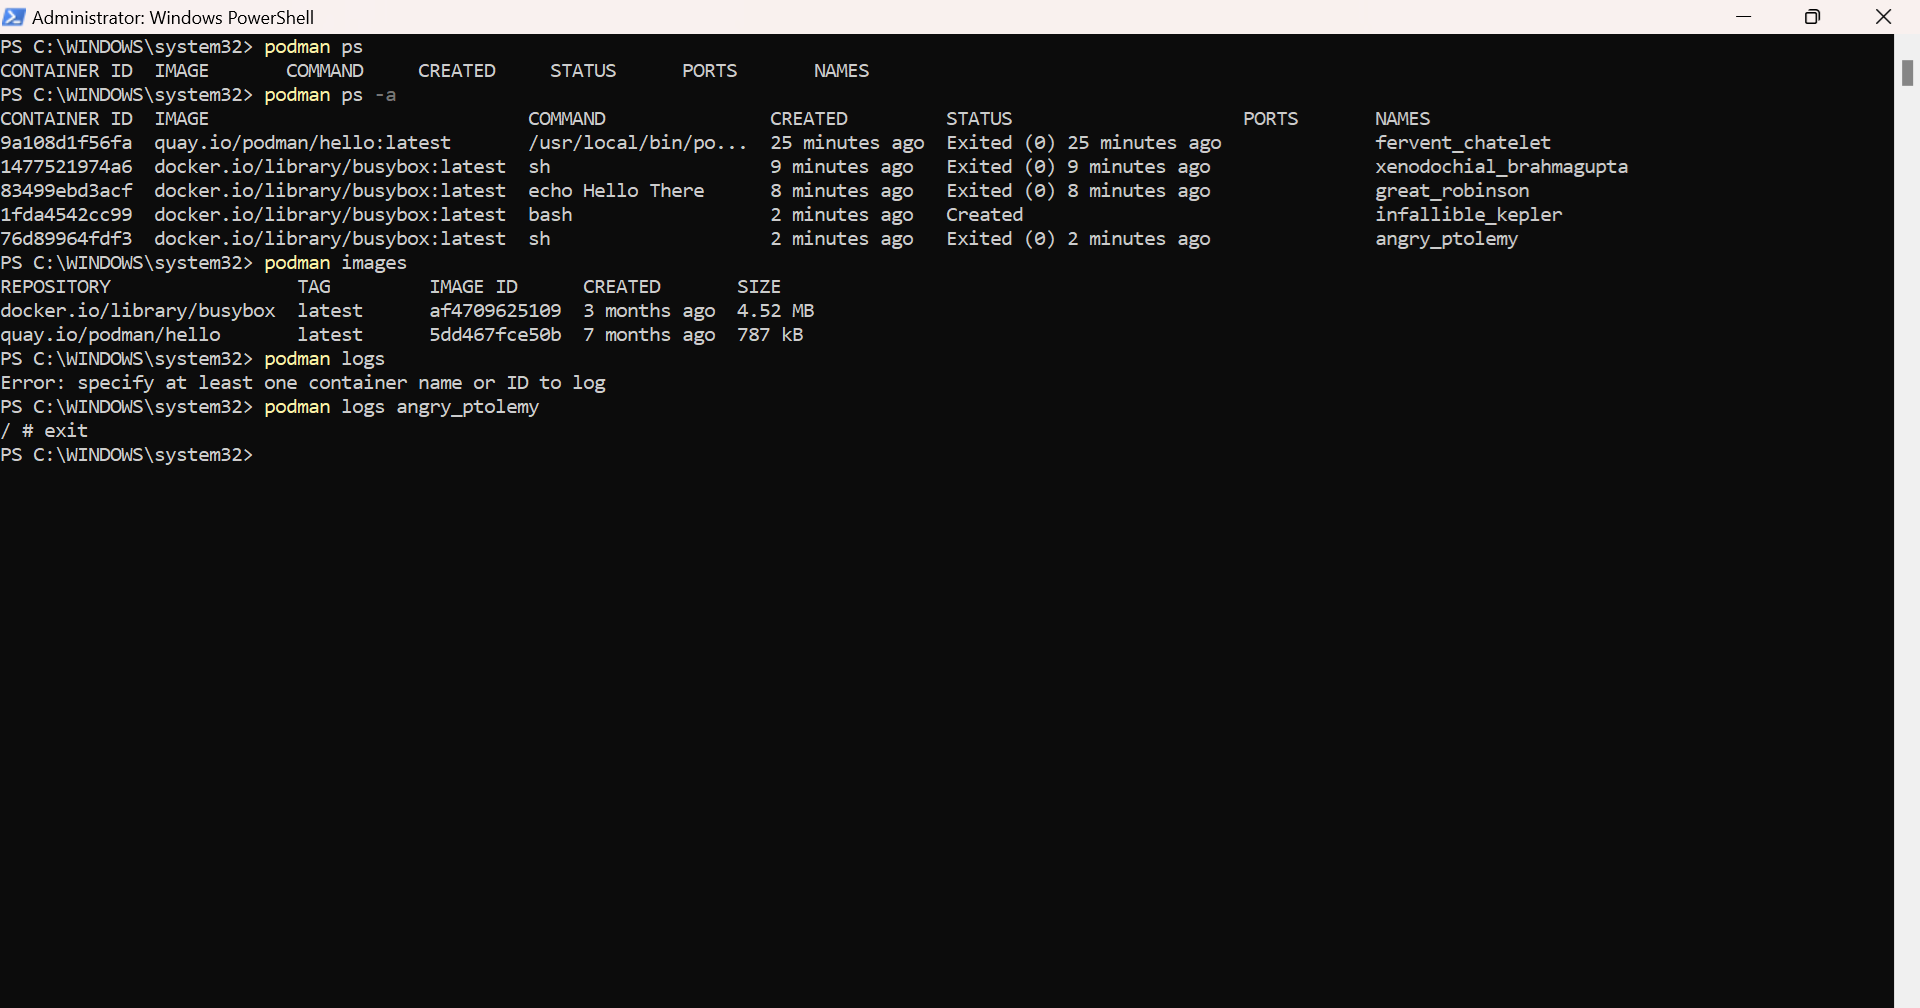 Administrator: Windows PowerShell
PS C:\WINDOWS\system32> podman ps
CONTAINER ID  IMAGE       COMMAND     CREATED     STATUS      PORTS       NAMES
PS C:\WINDOWS\system32> podman ps -a
CONTAINER ID  IMAGE                             COMMAND               CREATED         STATUS                     PORTS       NAMES
9a108d1f56fa  quay.io/podman/hello:latest       /usr/local/bin/po...  25 minutes ago  Exited (0) 25 minutes ago              fervent_chatelet
1477521974a6  docker.io/library/busybox:latest  sh                    9 minutes ago   Exited (0) 9 minutes ago               xenodochial_brahmagupta
83499ebd3acf  docker.io/library/busybox:latest  echo Hello There      8 minutes ago   Exited (0) 8 minutes ago               great_robinson
1fda4542cc99  docker.io/library/busybox:latest  bash                  2 minutes ago   Created                                infallible_kepler
76d89964fdf3  docker.io/library/busybox:latest  sh                    2 minutes ago   Exited (0) 2 minutes ago               angry_ptolemy
PS C:\WINDOWS\system32> podman images
REPOSITORY                 TAG         IMAGE ID      CREATED       SIZE
docker.io/library/busybox  latest      af4709625109  3 months ago  4.52 MB
quay.io/podman/hello       latest      5dd467fce50b  7 months ago  787 kB
PS C:\WINDOWS\system32> podman logs
Error: specify at least one container name or ID to log
PS C:\WINDOWS\system32> podman logs angry_ptolemy
/ # exit
PS C:\WINDOWS\system32>